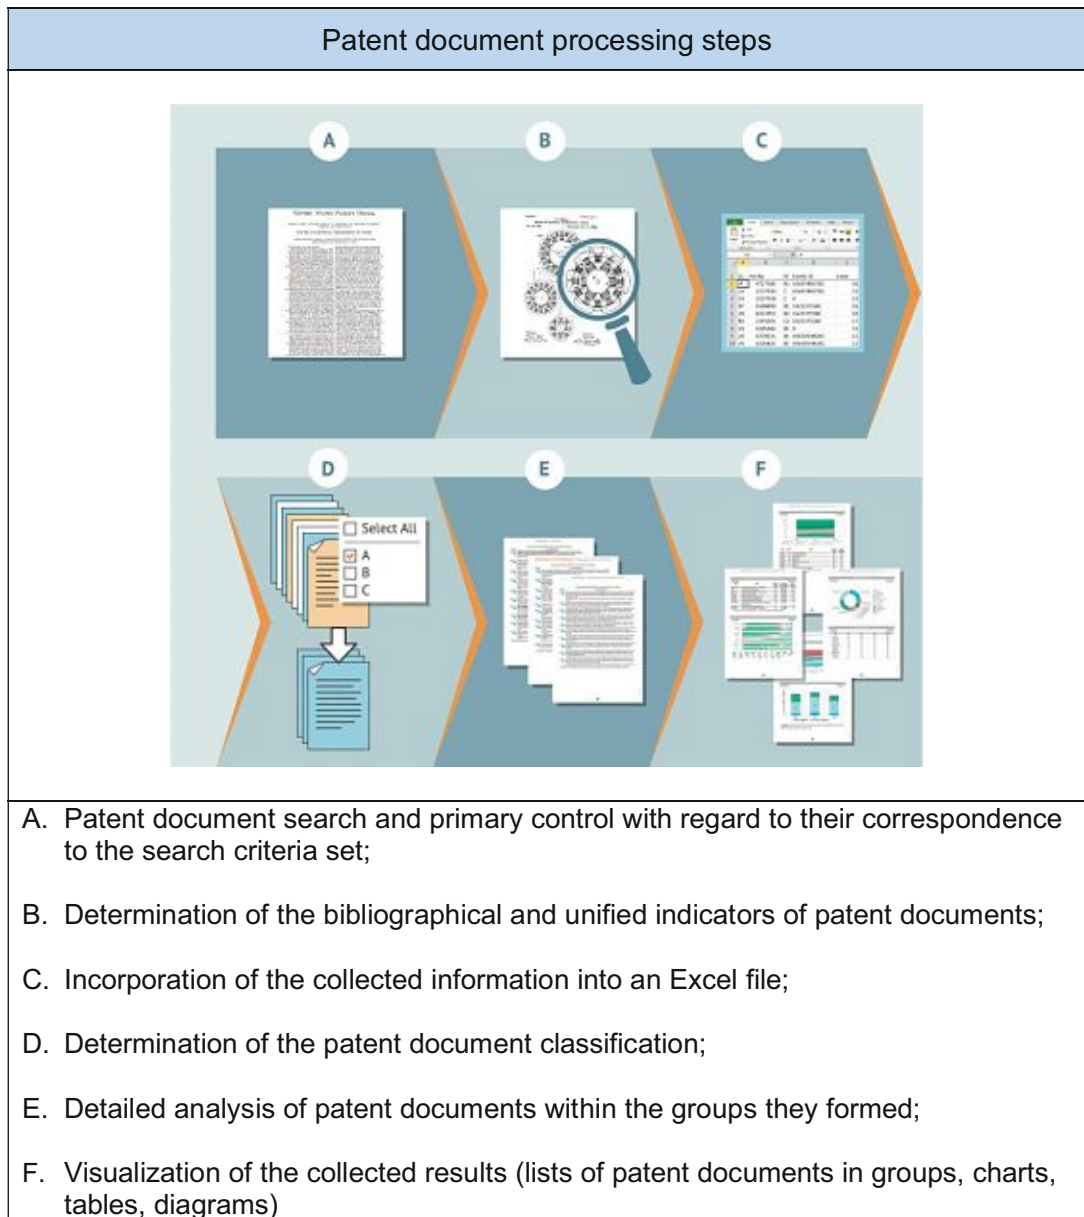 Patent document processing steps
A
B
C
D
E
F
Select All
A
B
C
A. Patent document search and primary control with regard to their correspondence
to the search criteria set;
B. Determination of the bibliographical and unified indicators of patent documents;
C. Incorporation of the collected information into an Excel file;
D. Determination of the patent document classification;
E. Detailed analysis of patent documents within the groups they formed;
F. Visualization of the collected results (lists of patent documents in groups, charts,
tables, diagrams)